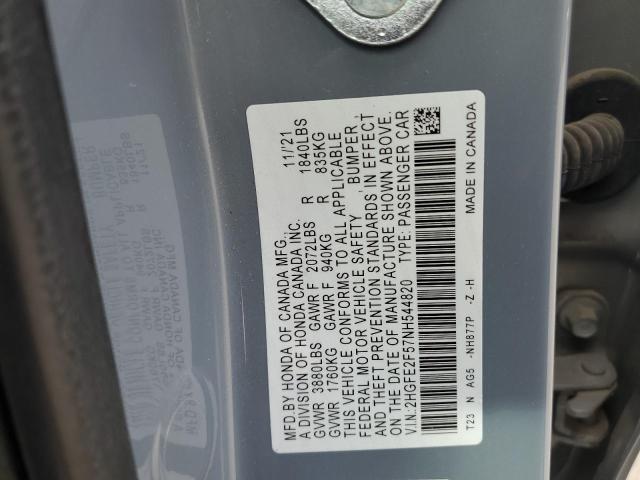 MFD BY HONDA OF CANADA MFG., 11/'21
A DIVISION OF HONDA CANADA INC.
GVWR 3880LBS GAWR F 2072LBS R 1840LBS
GVWR 1760KG GAWR F 940KG R 835KG
THIS VEHICLE CONFORMS TO ALL APPLICABLE
FEDERAL MOTOR VEHICLE SAFETY, BUMPER,
AND THEFT PREVENTION STANDARDS IN EFFECT
ON THE DATE OF MANUFACTURE SHOWN ABOVE.
V.I.N:2HGFE2F57NH544820 TYPE: PASSENGER CAR
T23 N AG5 -NH877P -Z -H MADE IN CANADA